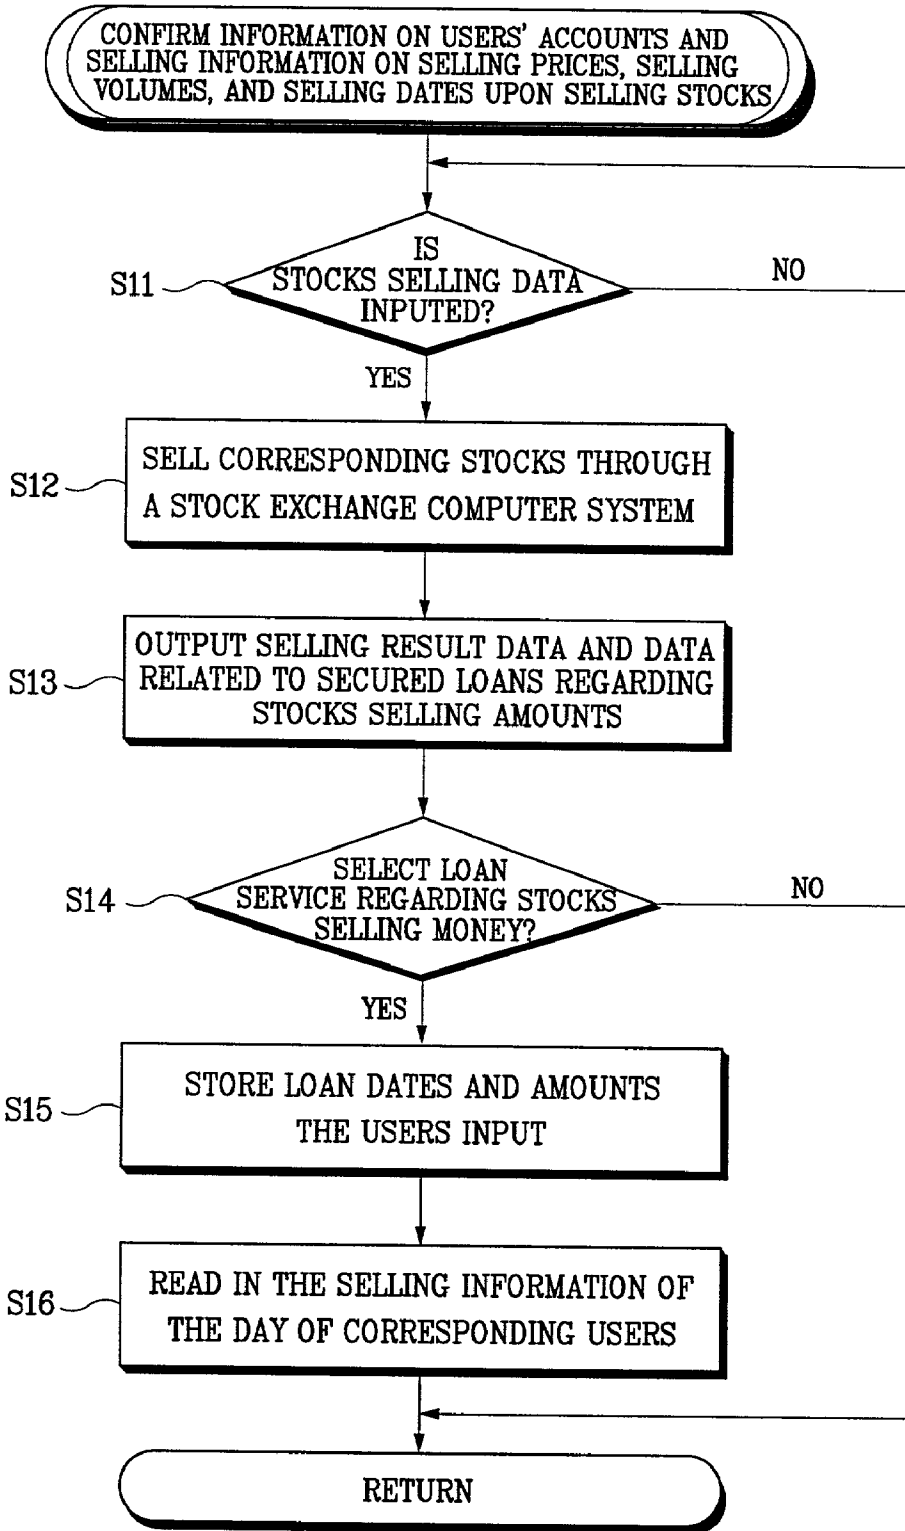 CONFIRM INFORMATION ON USERS' ACCOUNTS AND
SELLING INFORMATION ON SELLING PRICES, SELLING
VOLUMES, AND SELLING DATES UPON SELLING STOCKS
S11
IS
STOCKS SELLING DATA
INPUTED?
NO
YES
S12
SELL CORRESPONDING STOCKS THROUGH
A STOCK EXCHANGE COMPUTER SYSTEM
S13
OUTPUT SELLING RESULT DATA AND DATA
RELATED TO SECURED LOANS REGARDING
STOCKS SELLING AMOUNTS
S14
SELECT LOAN
SERVICE REGARDING STOCKS
SELLING MONEY?
NO
YES
S15
STORE LOAN DATES AND AMOUNTS
THE USERS INPUT
S16
READ IN THE SELLING INFORMATION OF
THE DAY OF CORRESPONDING USERS
RETURN